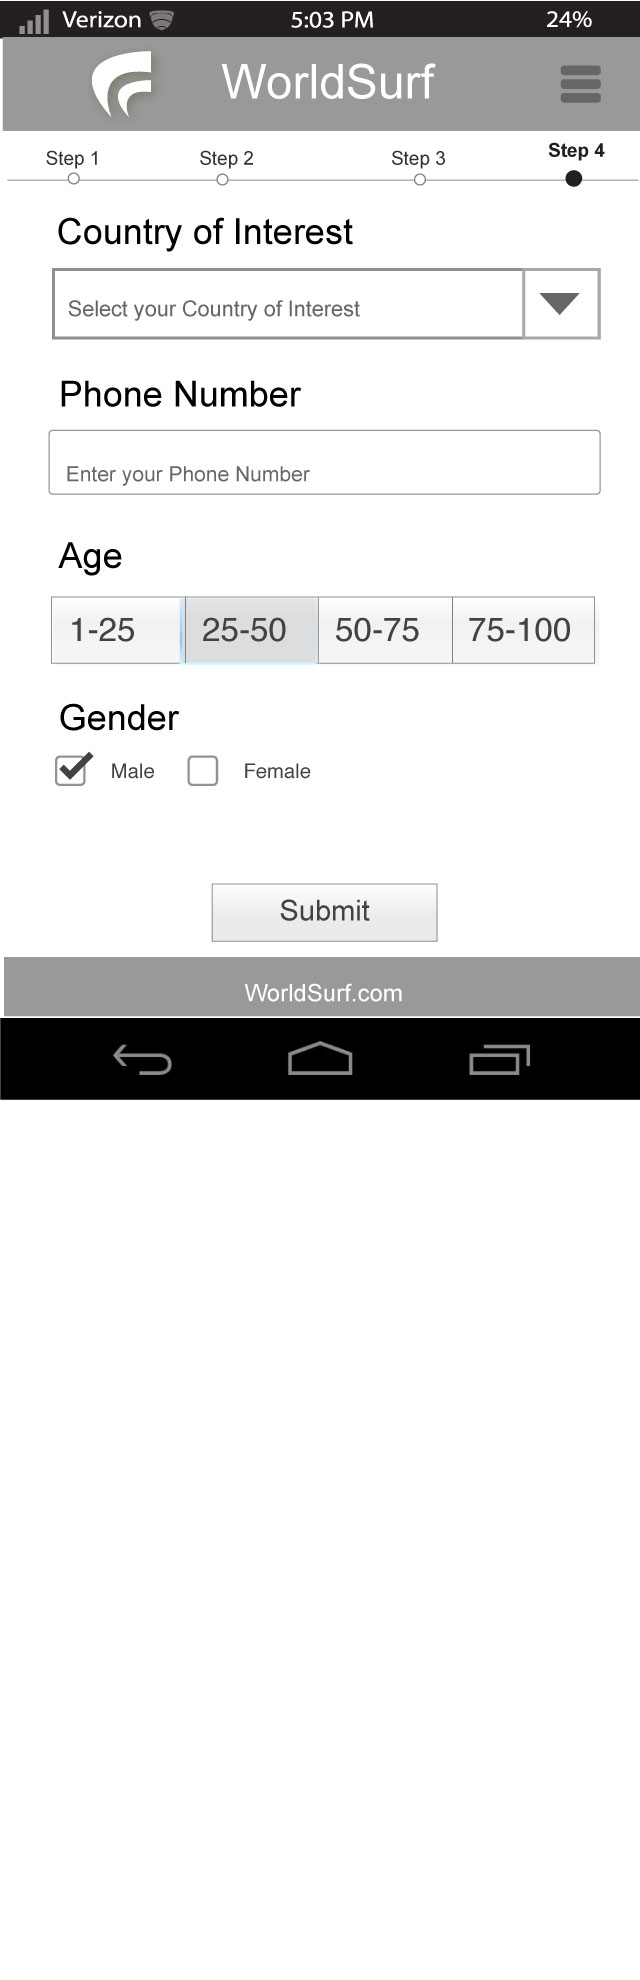 Verizon 5:03 PM 24%
WorldSurf
Step 1 Step 2 Step 3 Step 4
Country of Interest
Select your Country of Interest
Phone Number
Enter your Phone Number
Age
1-25 25-50 50-75 75-100
Gender
Male Female
Submit
WorldSurf.com